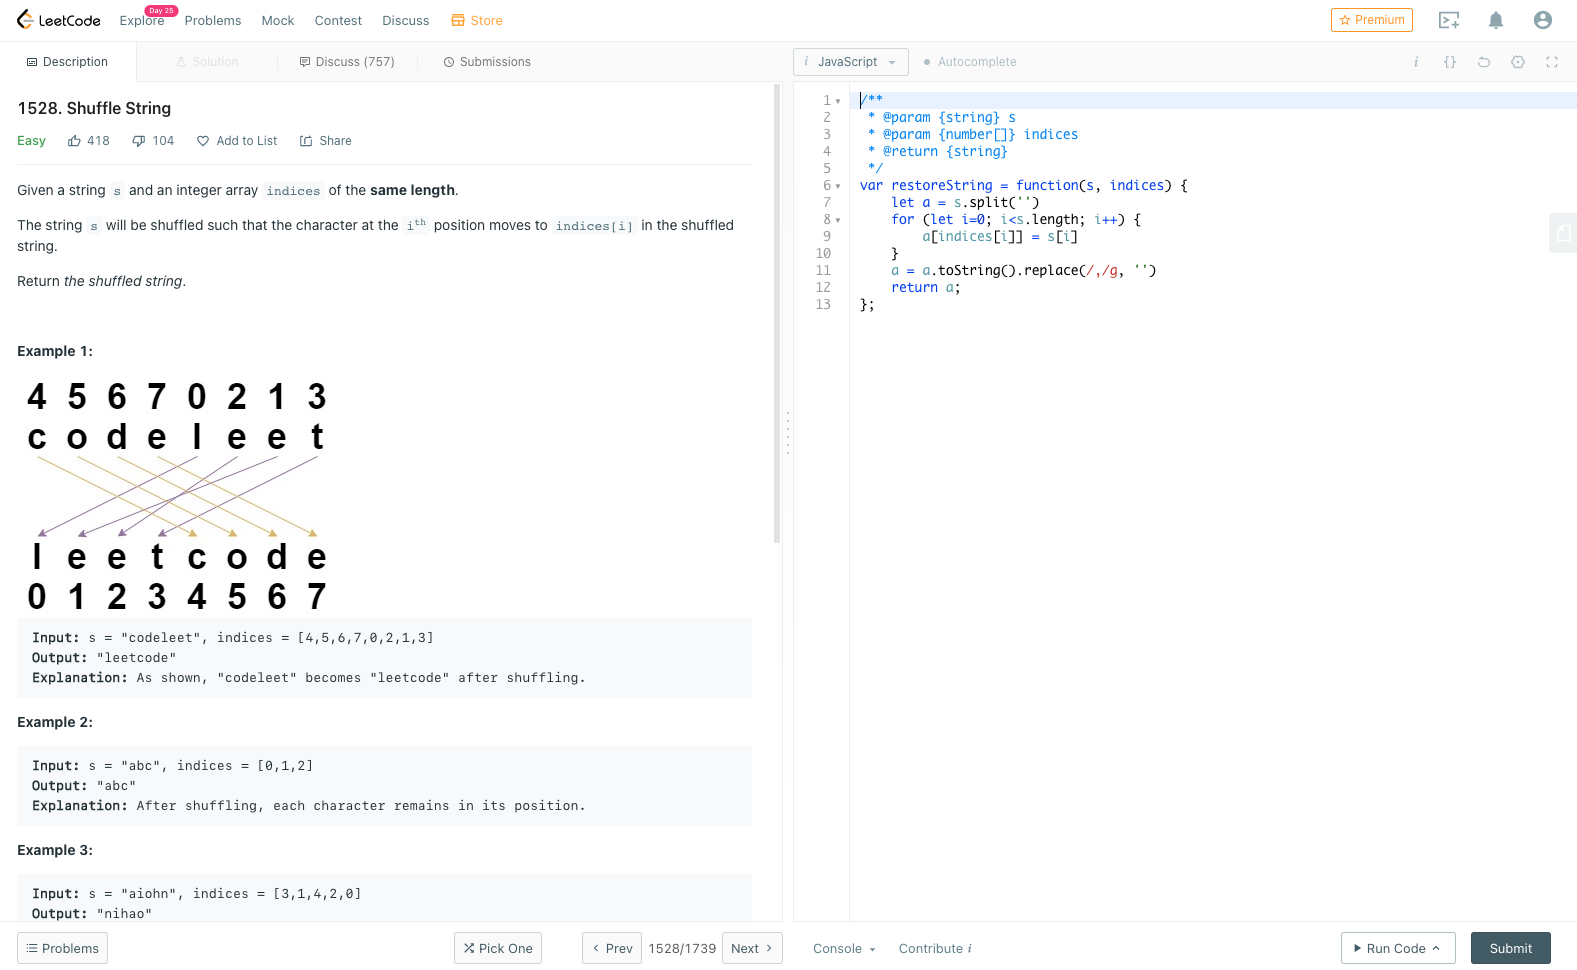 LeetCode Explore Day 25 Problems Mock Contest Discuss Store Premium
Description Solution Discuss (757) Submissions
1528. Shuffle String
Easy 418 104 Add to List Share
Given a string s and an integer array indices of the same length.
The string s will be shuffled such that the character at the iᵗʰ position moves to indices[i] in the shuffled
string.
Return the shuffled string.
Example 1:
4 5 6 7 0 2 1 3
c o d e l e e t
l e e t c o d e
0 1 2 3 4 5 6 7
Input: s = "codeleet", indices = [4,5,6,7,0,2,1,3]
Output: "leetcode"
Explanation: As shown, "codeleet" becomes "leetcode" after shuffling.
Example 2:
Input: s = "abc", indices = [0,1,2]
Output: "abc"
Explanation: After shuffling, each character remains in its position.
Example 3:
Input: s = "aiohn", indices = [3,1,4,2,0]
Output: "nihao"
Problems Pick One Prev 1528/1739 Next
i JavaScript Autocomplete i {}
1 /**
2 * @param {string} s
3 * @param {number[]} indices
4 * @return {string}
5 */
6 var restoreString = function(s, indices) {
7 let a = s.split('')
8 for (let i=0; i<s.length; i++) {
9 a[indices[i]] = s[i]
10 }
11 a = a.toString().replace(/,/g, '')
12 return a;
13 };
Console Contribute i Run Code Submit